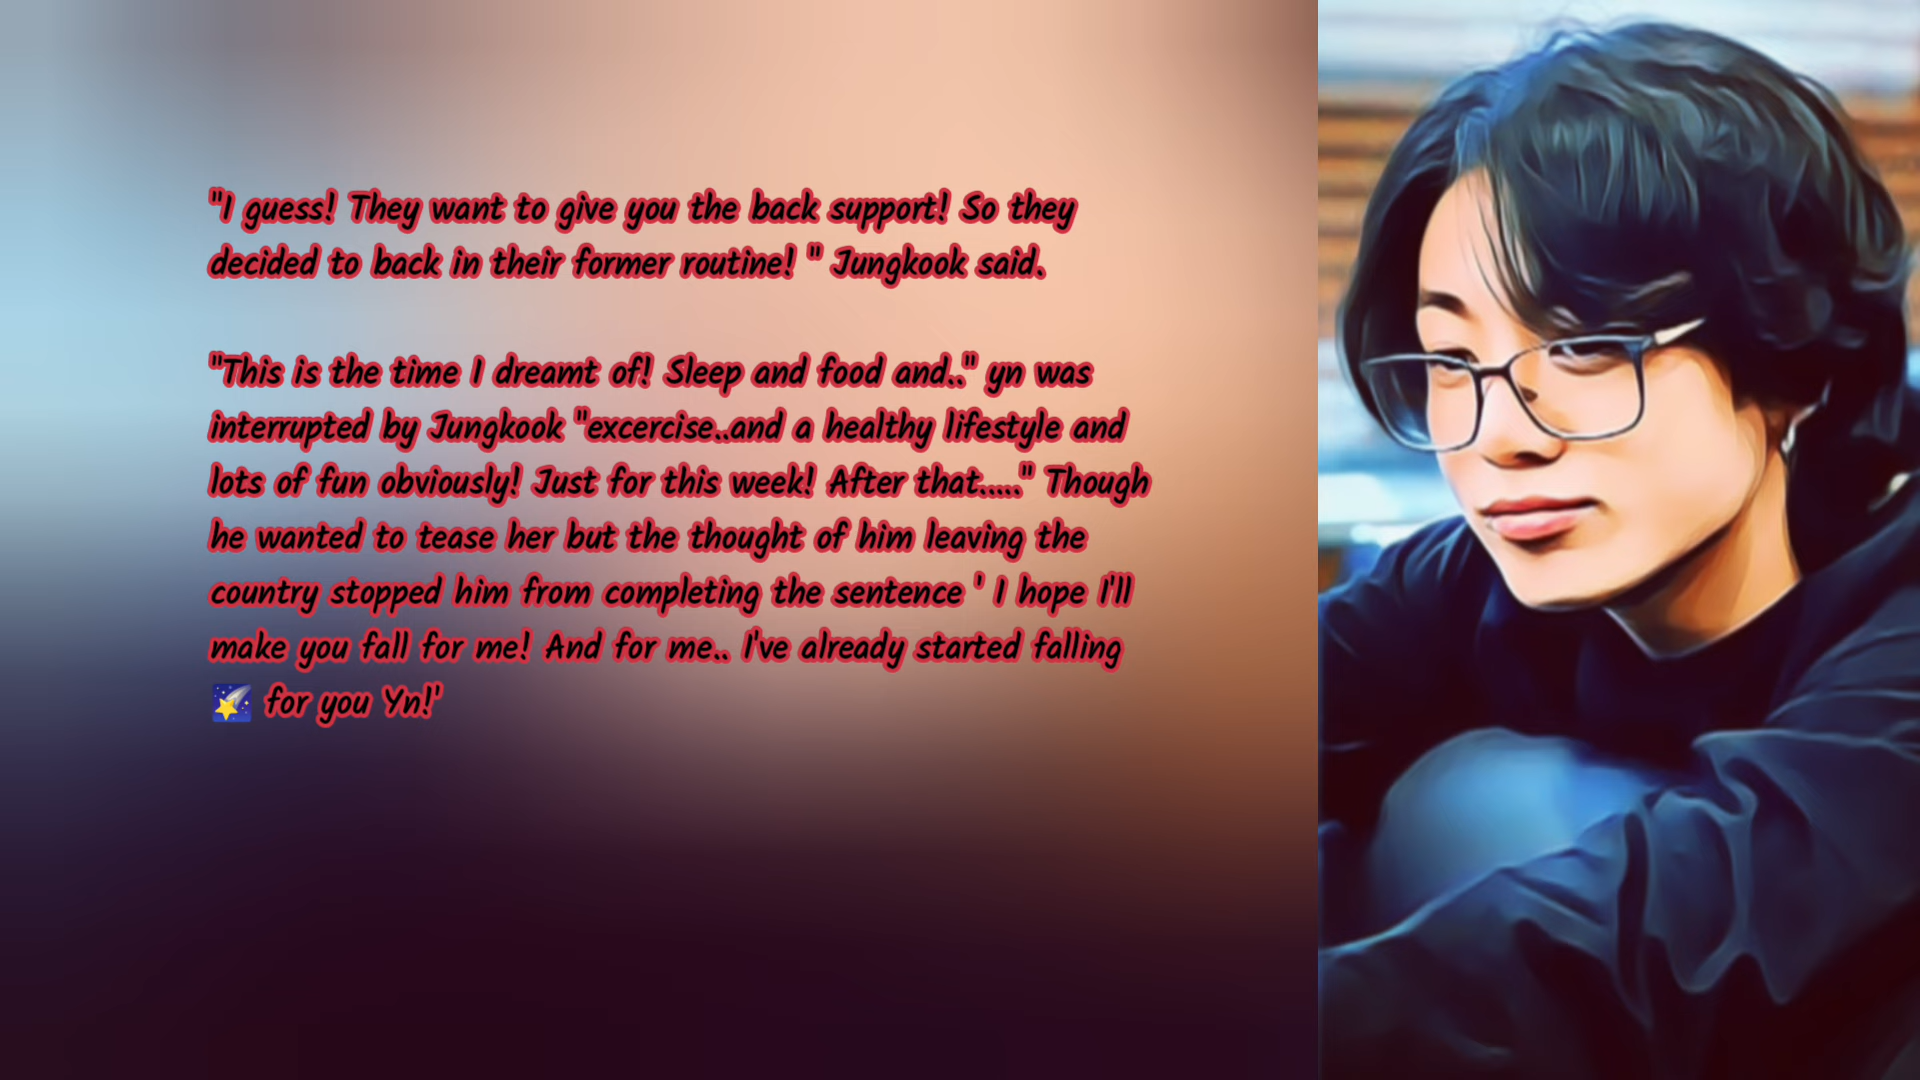 "I guess! They want to give you the back support! So they
decided to back in their former routine! " Jungkook said.
"This is the time I dreamt of! Sleep and food and.." yn was
interrupted by Jungkook "excercise..and a healthy lifestyle and
lots of fun obviously! Just for this week! After that....." Though
he wanted to tease her but the thought of him leaving the
country stopped him from completing the sentence ' I hope I'll
make you fall for me! And for me.. I've already started falling
🌠 for you Yn!'